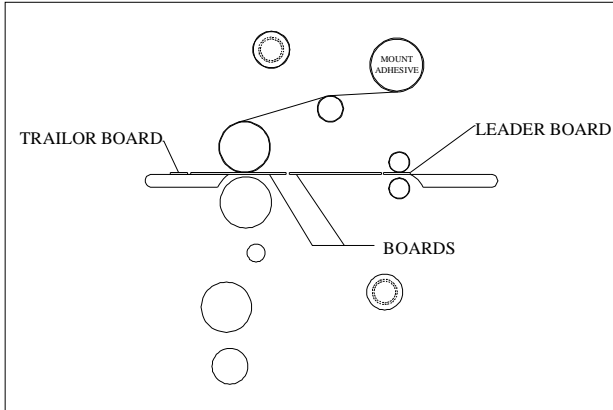 MOUNT
ADHESIVE
LEADER BOARD
TRAILOR BOARD
BOARDS